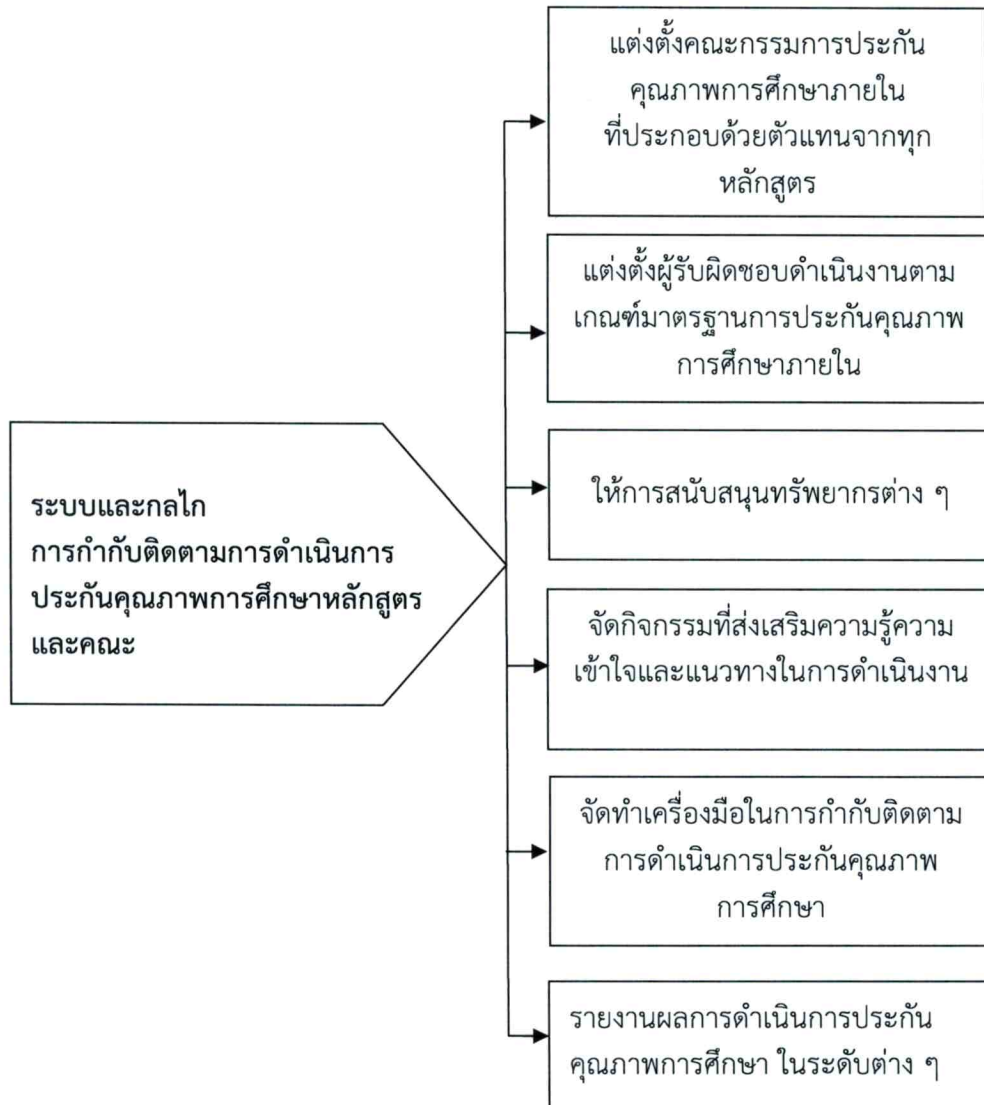 แต่งตั้งคณะกรรมการประกัน
คุณภาพการศึกษาภายใน
ที่ประกอบด้วยตัวแทนจากทุก
หลักสูตร
แต่งตั้งผู้รับผิดชอบดำเนินงานตาม
เกณฑ์มาตรฐานการประกันคุณภาพ
การศึกษาภายใน
ระบบและกลไก
การกำกับติดตามการดำเนินการ
ประกันคุณภาพการศึกษาหลักสูตร
และคณะ
ให้การสนับสนุนทรัพยากรต่าง ๆ
จัดกิจกรรมที่ส่งเสริมความรู้ความ
เข้าใจและแนวทางในการดำเนินงาน
จัดทำเครื่องมือในการกำกับติดตาม
การดำเนินการประกันคุณภาพ
การศึกษา
รายงานผลการดำเนินการประกัน
คุณภาพการศึกษา ในระดับต่าง ๆ